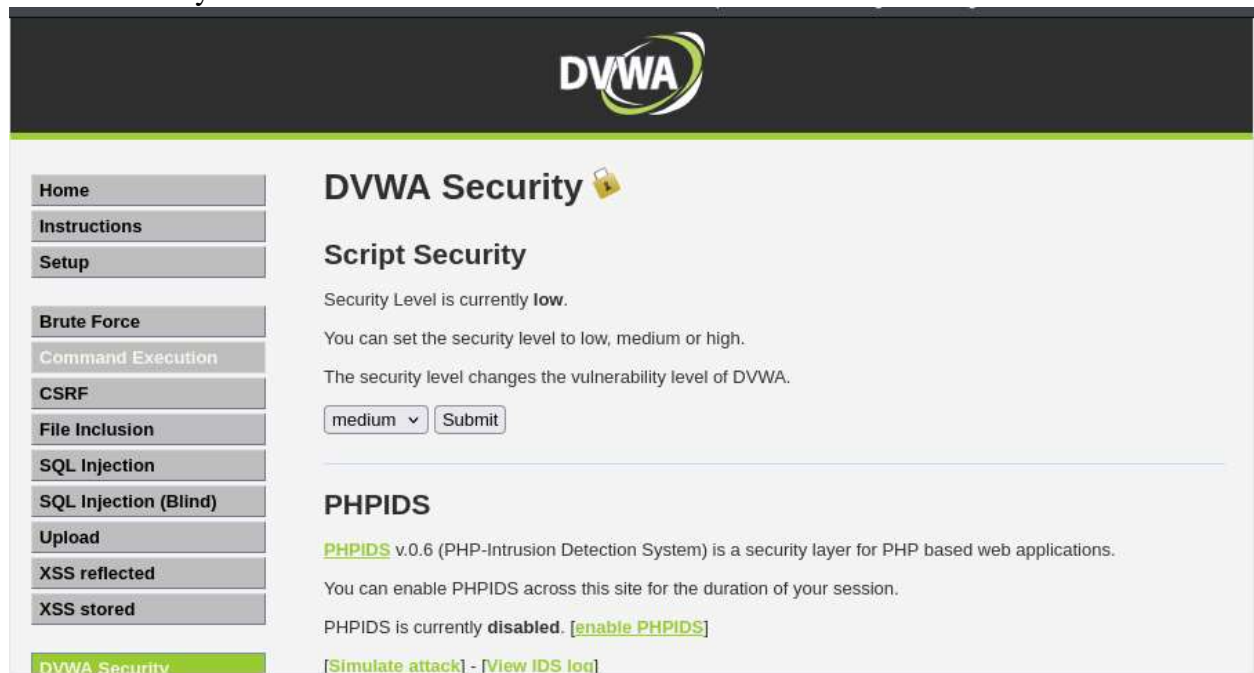 DVWA
Home
Instructions
Setup
Brute Force
Command Execution
CSRF
File Inclusion
SQL Injection
SQL Injection (Blind)
Upload
XSS reflected
XSS stored
DVWA Security
DVWA Security
Script Security
Security Level is currently low.
You can set the security level to low, medium or high.
The security level changes the vulnerability level of DVWA.
medium Submit
PHPIDS
PHPIDS v.0.6 (PHP-Intrusion Detection System) is a security layer for PHP based web applications.
You can enable PHPIDS across this site for the duration of your session.
PHPIDS is currently disabled. [enable PHPIDS]
[Simulate attack] - [View IDS log]